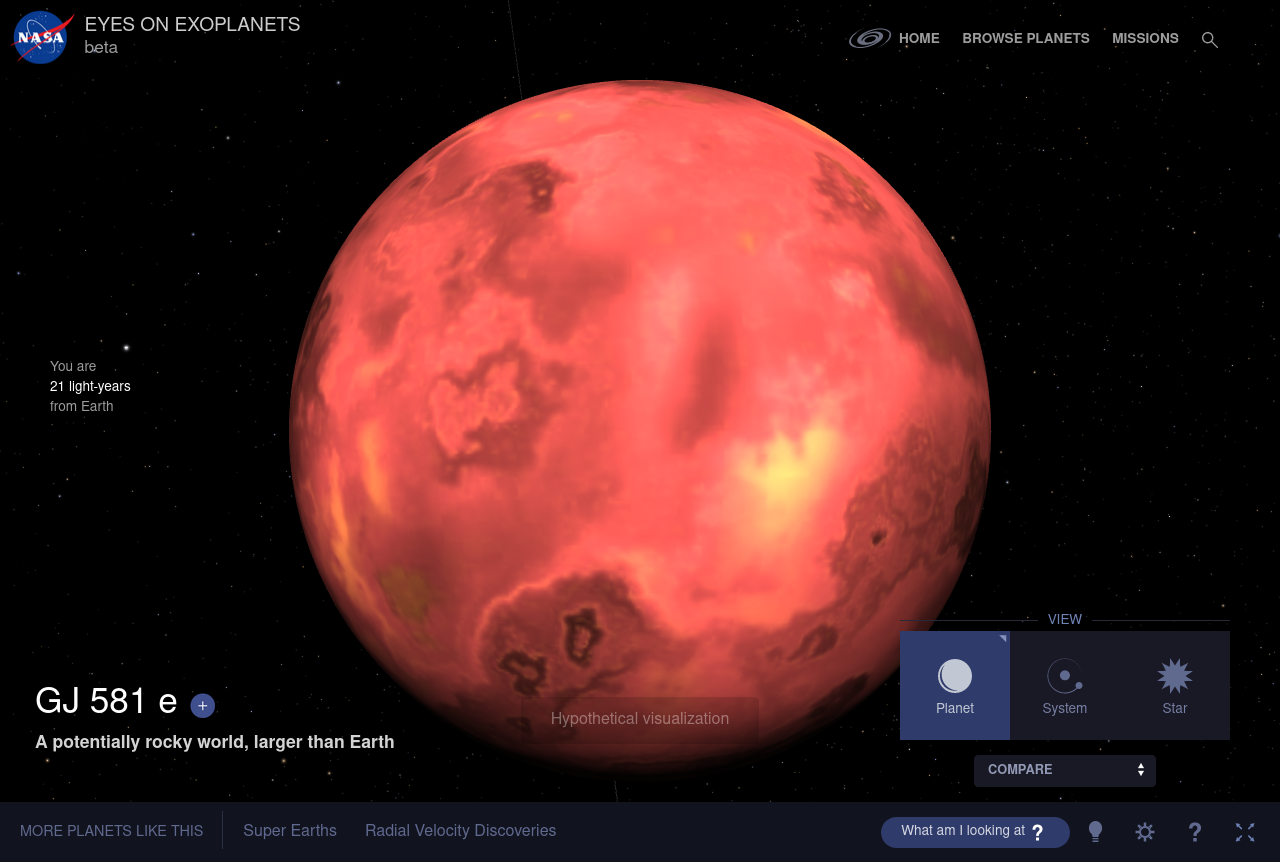 NASA
EYES ON EXOPLANETS
beta
HOME
BROWSE PLANETS
MISSIONS
You are
21 light-years
from Earth
VIEW
Planet
System
Star
GJ 581 e +
A potentially rocky world, larger than Earth
Hypothetical visualization
COMPARE
MORE PLANETS LIKE THIS
Super Earths
Radial Velocity Discoveries
What am I looking at ?
?